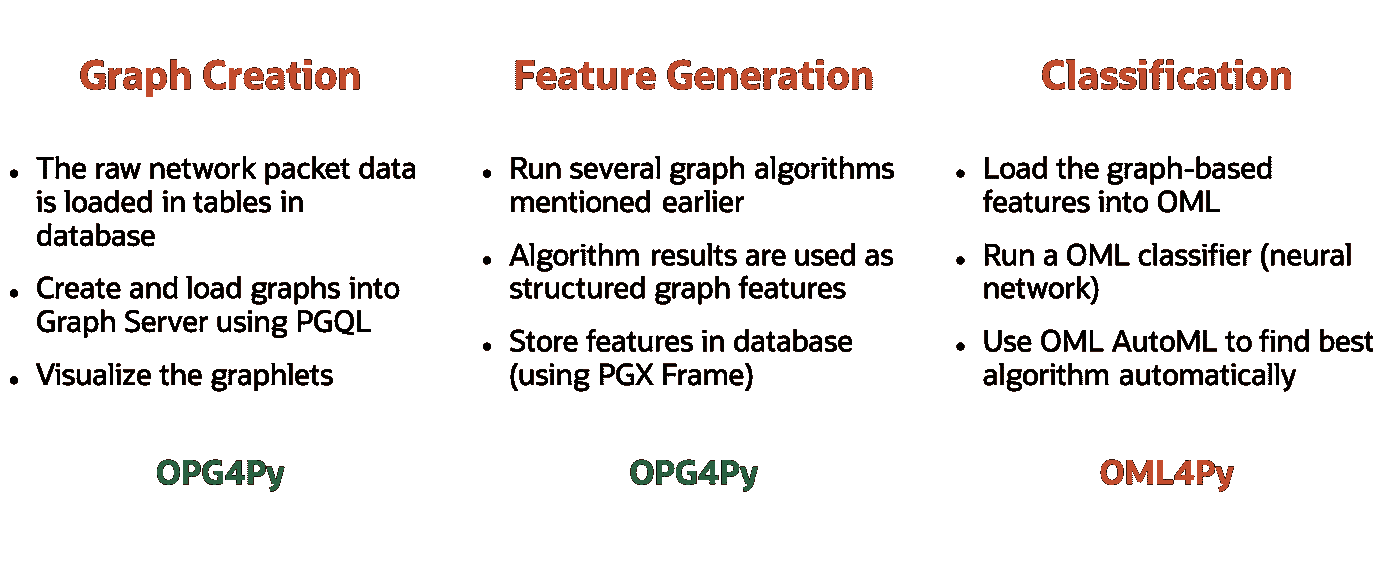 Graph Creation
• The raw network packet data
is loaded in tables in
database
• Create and load graphs into
Graph Server using PGQL
• Visualize the graphlets
OPG4Py
Feature Generation
• Run several graph algorithms
mentioned earlier
• Algorithm results are used as
structured graph features
• Store features in database
(using PGX Frame)
OPG4Py
Classification
• Load the graph-based
features into OML
• Run a OML classifier (neural
network)
• Use OML AutoML to find best
algorithm automatically
OML4Py